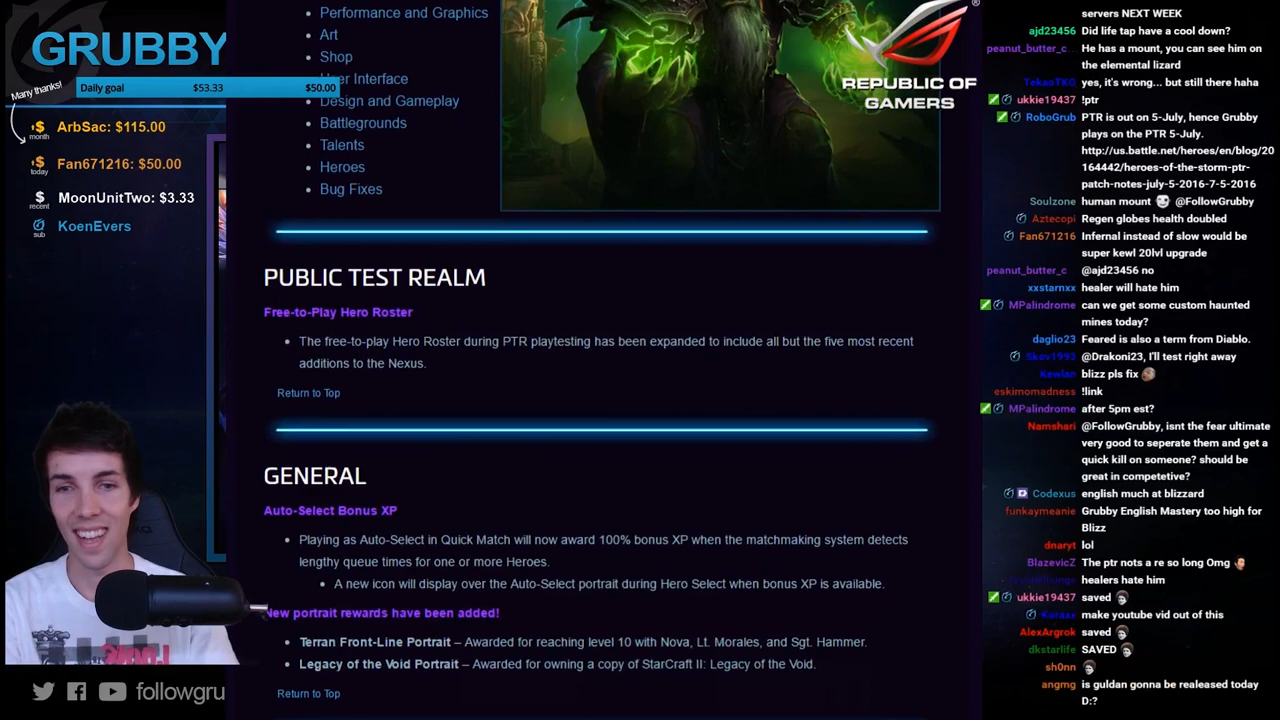 GRUBBY
Many thanks!
Daily goal $53.33 $50.00
month ArbSac: $115.00
today Fan671216: $50.00
recent MoonUnitTwo: $3.33
sub KoenEvers
followgru
Performance and Graphics
Art
Shop
User Interface
Design and Gameplay
Battlegrounds
Talents
Heroes
Bug Fixes
REPUBLIC OF
GAMERS
PUBLIC TEST REALM
Free-to-Play Hero Roster
The free-to-play Hero Roster during PTR playtesting has been expanded to include all but the five most recent
additions to the Nexus.
Return to Top
GENERAL
Auto-Select Bonus XP
Playing as Auto-Select in Quick Match will now award 100% bonus XP when the matchmaking system detects
lengthy queue times for one or more Heroes.
A new icon will display over the Auto-Select portrait during Hero Select when bonus XP is available.
New portrait rewards have been added!
Terran Front-Line Portrait – Awarded for reaching level 10 with Nova, Lt. Morales, and Sgt. Hammer.
Legacy of the Void Portrait – Awarded for owning a copy of StarCraft II: Legacy of the Void.
Return to Top
servers NEXT WEEK
ajd23456 Did life tap have a cool down?
peanut_butter_c He has a mount, you can see him on
the elemental lizard
TekaoTKO yes, it's wrong... but still there haha
ukkie19437 !ptr
RoboGrub PTR is out on 5-July, hence Grubby
plays on the PTR 5-July.
http://us.battle.net/heroes/en/blog/20
164442/heroes-of-the-storm-ptr-
patch-notes-july-5-2016-7-5-2016
Soulzone human mount @FollowGrubby
Aztecopi Regen globes health doubled
Fan671216 Infernal instead of slow would be
super kewl 20lvl upgrade
peanut_butter_c @ajd23456 no
xxstarnxx healer will hate him
MPalindrome can we get some custom haunted
mines today?
daglio23 Feared is also a term from Diablo.
Skov1993 @Drakoni23, I'll test right away
Kewlan blizz pls fix
eskimomadness !link
MPalindrome after 5pm est?
Namshari @FollowGrubby, isnt the fear ultimate
very good to seperate them and get a
quick kill on someone? should be
great in competetive?
Codexus english much at blizzard
funkaymeanie Grubby English Mastery too high for
Blizz
dnaryt lol
BlazevicZ The ptr nots a re so long Omg
healers hate him
ukkie19437 saved
make youtube vid out of this
AlexArgrok saved
dkstarlife SAVED
sh0nn
angmg is guldan gonna be realeased today
D:?